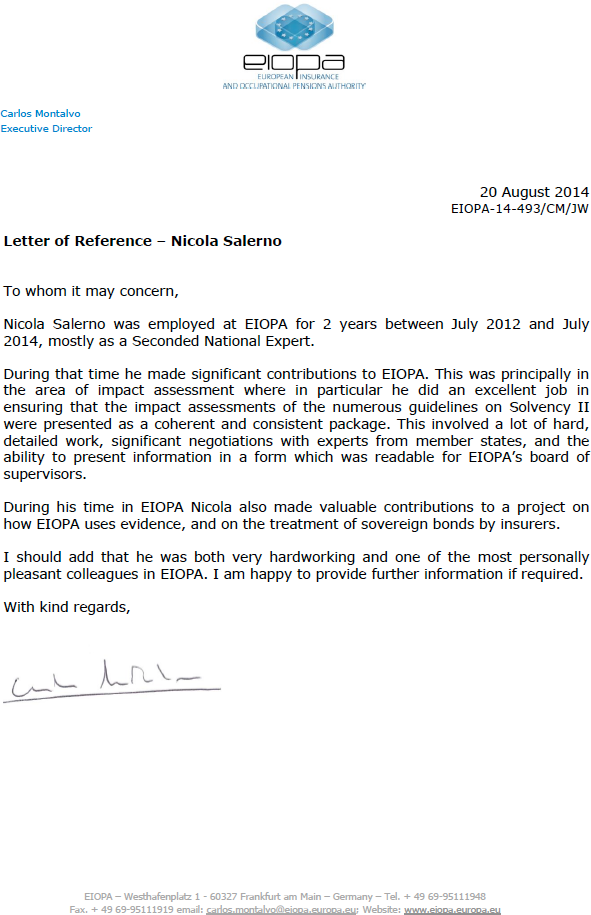 eiopa
EUROPEAN INSURANCE
AND OCCUPATIONAL PENSIONS AUTHORITY
Carlos Montalvo
Executive Director
20 August 2014
EIOPA-14-493/CM/JW
Letter of Reference – Nicola Salerno
To whom it may concern,
Nicola Salerno was employed at EIOPA for 2 years between July 2012 and July
2014, mostly as a Seconded National Expert.
During that time he made significant contributions to EIOPA. This was principally in
the area of impact assessment where in particular he did an excellent job in
ensuring that the impact assessments of the numerous guidelines on Solvency II
were presented as a coherent and consistent package. This involved a lot of hard,
detailed work, significant negotiations with experts from member states, and the
ability to present information in a form which was readable for EIOPA’s board of
supervisors.
During his time in EIOPA Nicola also made valuable contributions to a project on
how EIOPA uses evidence, and on the treatment of sovereign bonds by insurers.
I should add that he was both very hardworking and one of the most personally
pleasant colleagues in EIOPA. I am happy to provide further information if required.
With kind regards,
EIOPA – Westhafenplatz 1 - 60327 Frankfurt am Main – Germany – Tel. + 49 69-95111948
Fax. + 49 69-95111919 email: carlos.montalvo@eiopa.europa.eu; Website: www.eiopa.europa.eu